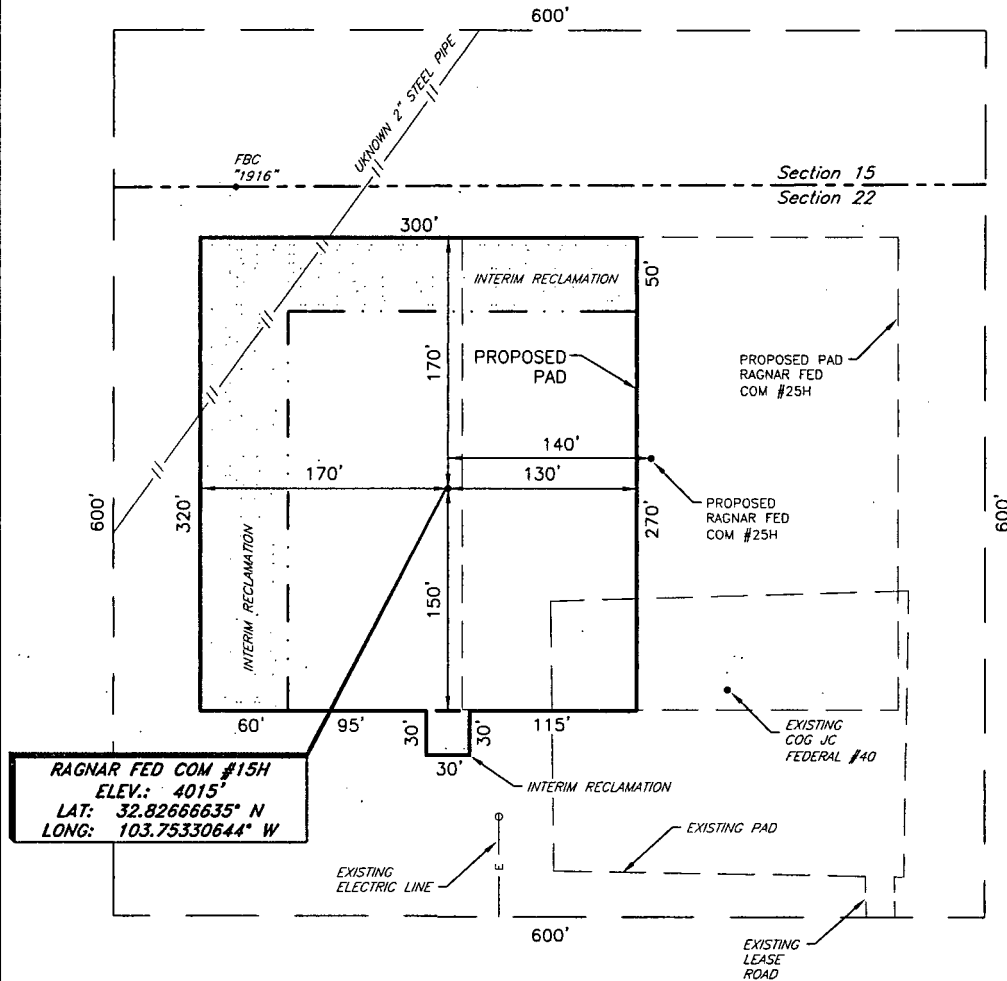 600'
UKNOWN 2" STEEL PIPE
FBC
"1916"
Section 15
Section 22
300'
INTERIM RECLAMATION
50'
PROPOSED
PAD
170'
PROPOSED PAD
RAGNAR FED
COM #25H
140'
170'
130'
PROPOSED
RAGNAR FED
COM #25H
600'
320'
270'
600'
INTERIM RECLAMATION
150'
60'
95'
30'
30'
115'
30'
EXISTING
COG JC
FEDERAL #40
INTERIM RECLAMATION
RAGNAR FED COM #15H
ELEV.: 4015'
LAT: 32.82666635° N
LONG: 103.75330644° W
EXISTING PAD
EXISTING
ELECTRIC LINE
E
600'
EXISTING
LEASE
ROAD